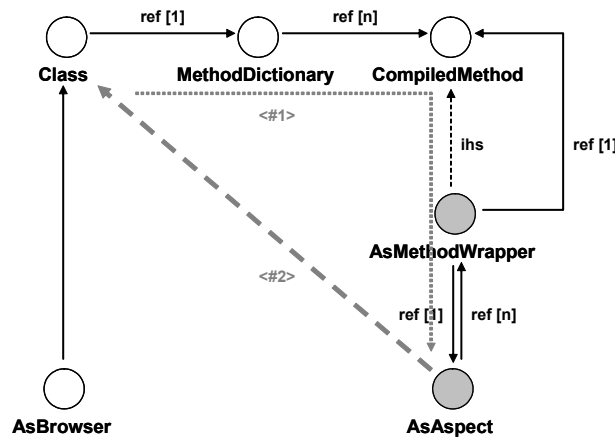 ref [1]
ref [n]
Class
MethodDictionary
CompiledMethod
<#1>
ihs
ref [1]
AsMethodWrapper
<#2>
ref [1]
ref [n]
AsBrowser
AsAspect